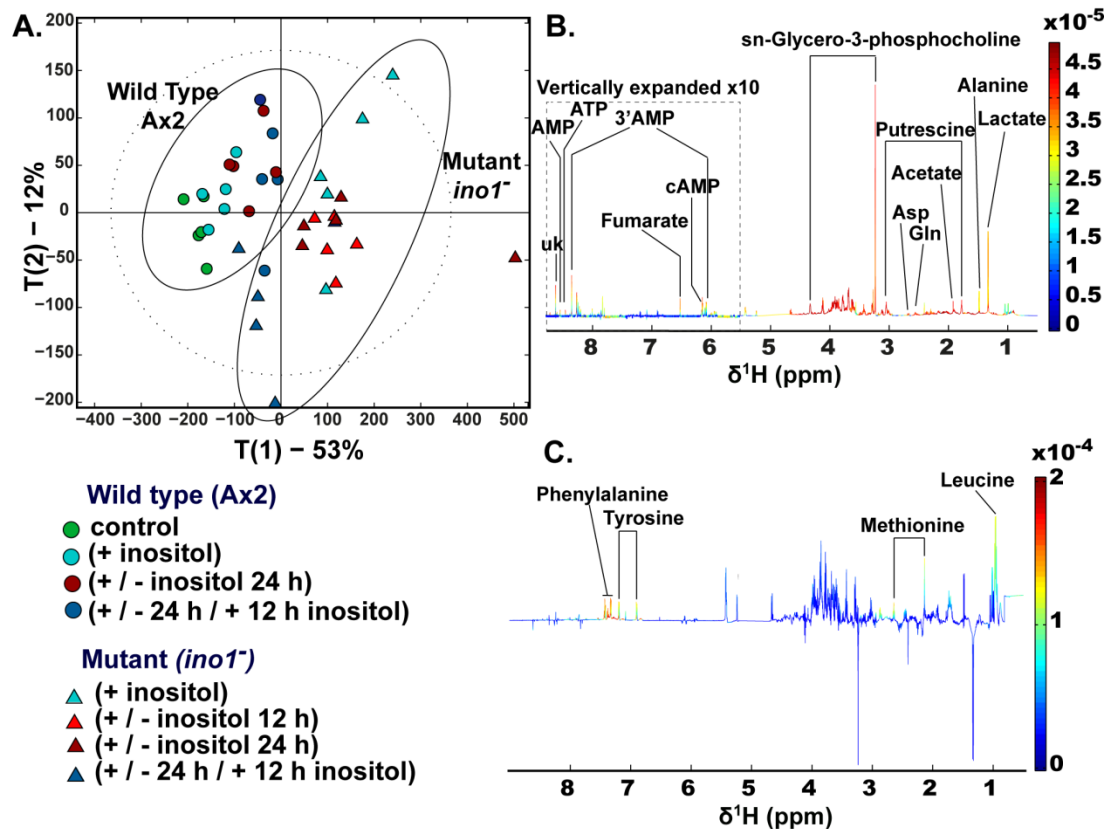 A.
200
150
100
50
0
−50
−100
−150
−200
Wild Type
Ax2
Mutant
ino1⁻
−400 −300 −200 −100 0 100 200 300 400 500
T(1) − 53%
T(2) − 12%
B.
x10⁻⁵
sn-Glycero-3-phosphocholine
Vertically expanded x10
AMP
ATP
3'AMP
cAMP
Fumarate
uk
Alanine
Lactate
Putrescine
Acetate
Asp
Gln
4.5
4
3.5
3
2.5
2
1.5
1
0.5
0
8 7 6 5 4 3 2 1
δ¹H (ppm)
Wild type (Ax2)
control
(+ inositol)
(+ / - inositol 24 h)
(+ / - 24 h / + 12 h inositol)
Mutant (ino1⁻)
(+ inositol)
(+ / - inositol 12 h)
(+ / - inositol 24 h)
(+ / - 24 h / + 12 h inositol)
C.
x10⁻⁴
Phenylalanine
Tyrosine
Methionine
Leucine
2
1
0
8 7 6 5 4 3 2 1
δ¹H (ppm)